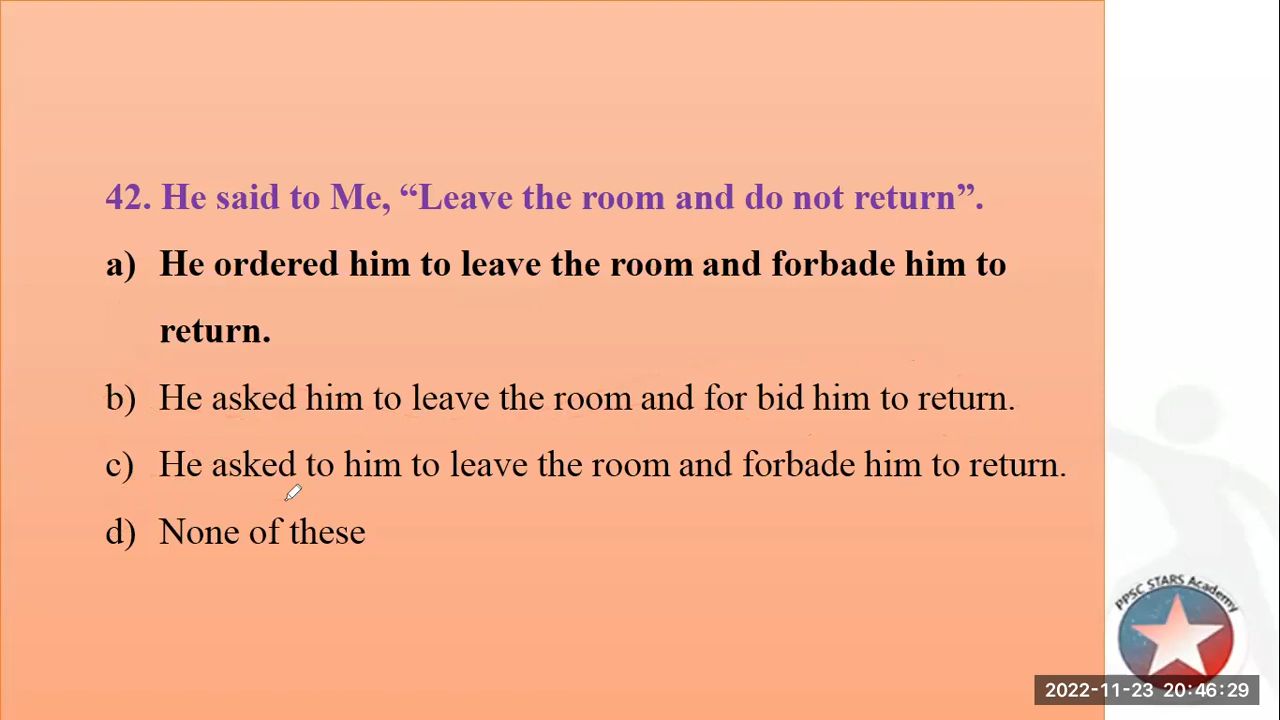 42. He said to Me, “Leave the room and do not return”.
a) He ordered him to leave the room and forbade him to
return.
b) He asked him to leave the room and for bid him to return.
c) He asked to him to leave the room and forbade him to return.
d) None of these
PPSC STARS Academy
2022-11-23 20:46:29